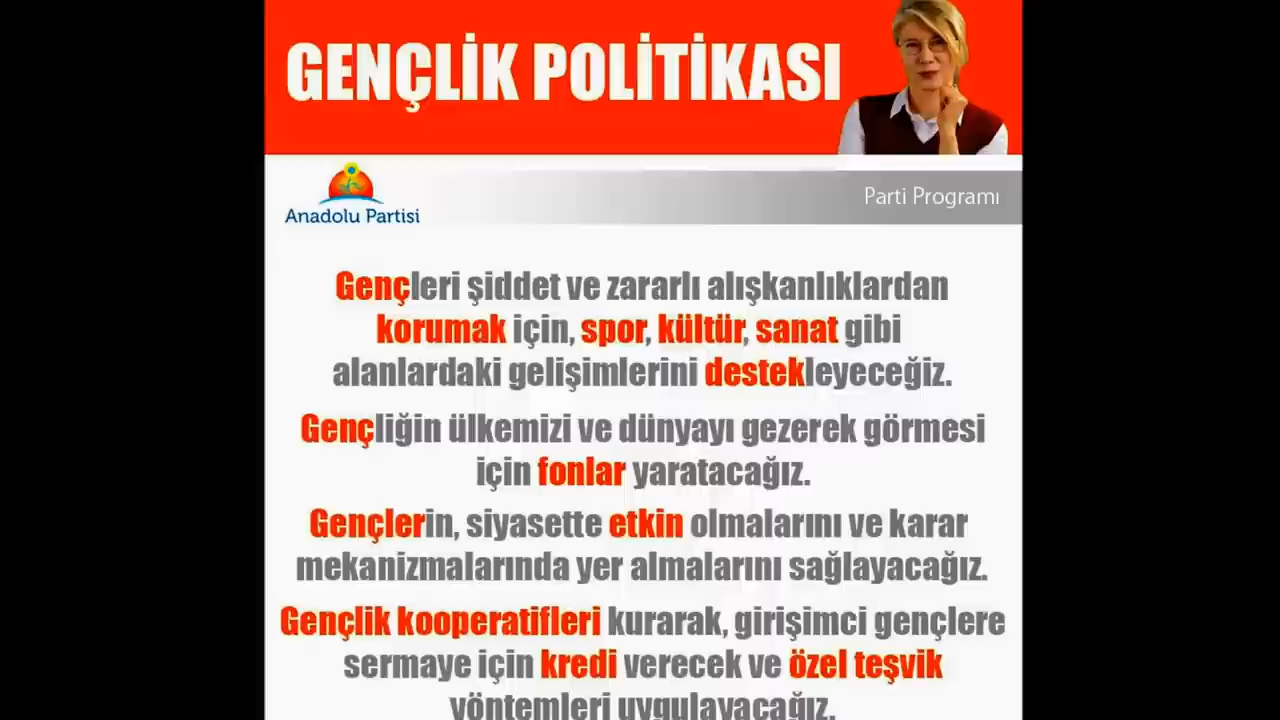 GENÇLİK POLİTİKASI
Anadolu Partisi
Parti Programı
Gençleri şiddet ve zararlı alışkanlıklardan
korumak için, spor, kültür, sanat gibi
alanlardaki gelişimlerini destekleyeceğiz.
Gençliğin ülkemizi ve dünyayı gezerek görmesi
için fonlar yaratacağız.
Gençlerin, siyasette etkin olmalarını ve karar
mekanizmalarında yer almalarını sağlayacağız.
Gençlik kooperatifleri kurarak, girişimci gençlere
sermaye için kredi verecek ve özel teşvik
yöntemleri uygulayacağız.